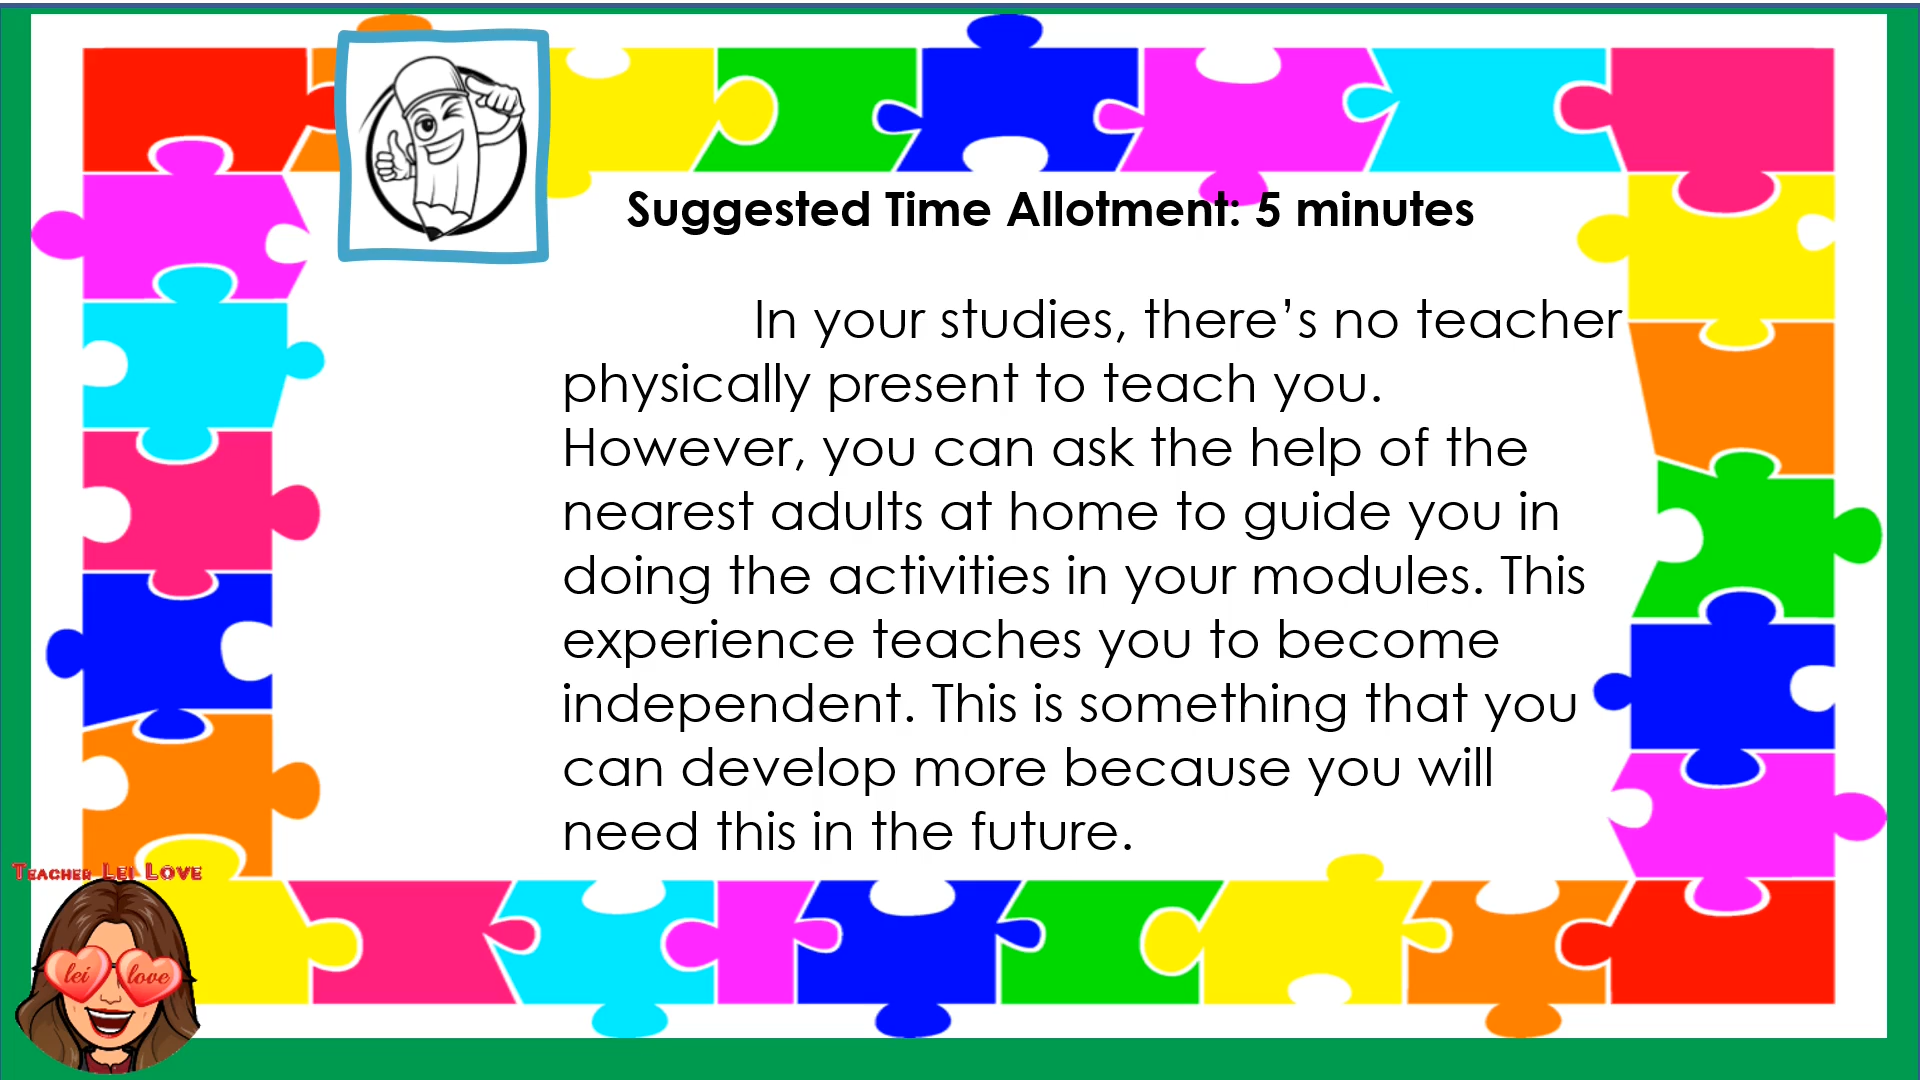 Suggested Time Allotment: 5 minutes
In your studies, there’s no teacher
physically present to teach you.
However, you can ask the help of the
nearest adults at home to guide you in
doing the activities in your modules. This
experience teaches you to become
independent. This is something that you
can develop more because you will
need this in the future.
Teacher Lei Love
lei love